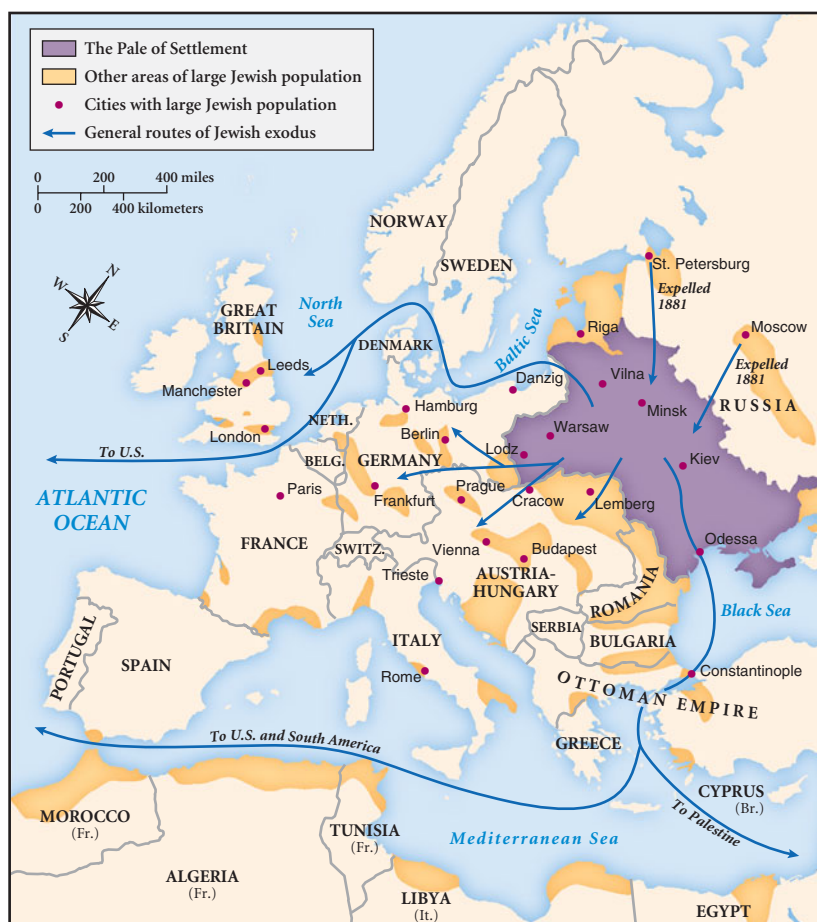 The Pale of Settlement
Other areas of large Jewish population
Cities with large Jewish population
General routes of Jewish exodus
0 200 400 miles
0 200 400 kilometers
N
W
E
S
NORWAY
SWEDEN
St. Petersburg
Expelled
1881
North
Sea
GREAT
BRITAIN
Baltic Sea
Riga
Moscow
Expelled
1881
DENMARK
Leeds
Manchester
Danzig
Vilna
Minsk
RUSSIA
Hamburg
London
NETH.
Berlin
Warsaw
To U.S.
BELG.
GERMANY
Lodz
Kiev
ATLANTIC
OCEAN
Paris
Frankfurt
Prague
Cracow
Lemberg
FRANCE
SWITZ.
Vienna
Budapest
Odessa
Trieste
AUSTRIA-
HUNGARY
ROMANIA
Black Sea
SERBIA
BULGARIA
PORTUGAL
SPAIN
ITALY
Rome
Constantinople
OTTOMAN EMPIRE
To U.S. and South America
GREECE
CYPRUS
(Br.)
To Palestine
MOROCCO
(Fr.)
TUNISIA
(Fr.)
Mediterranean Sea
ALGERIA
(Fr.)
LIBYA
(It.)
EGYPT